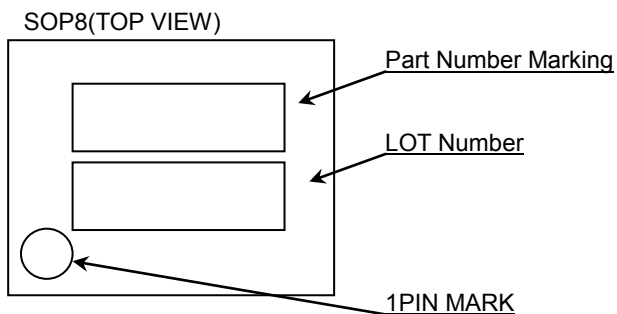 SOP8(TOP VIEW)
Part Number Marking
LOT Number
1PIN MARK